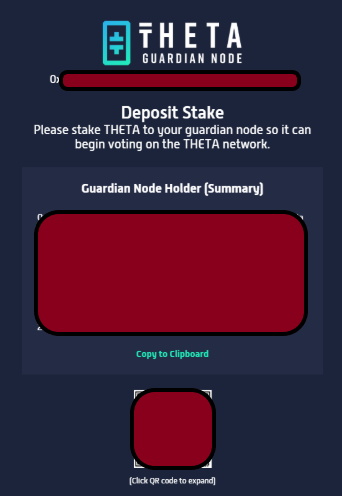 THETA
GUARDIAN NODE
0x
Deposit Stake
Please stake THETA to your guardian node so it can
begin voting on the THETA network.
Guardian Node Holder (Summary)
Copy to Clipboard
(Click QR code to expand)